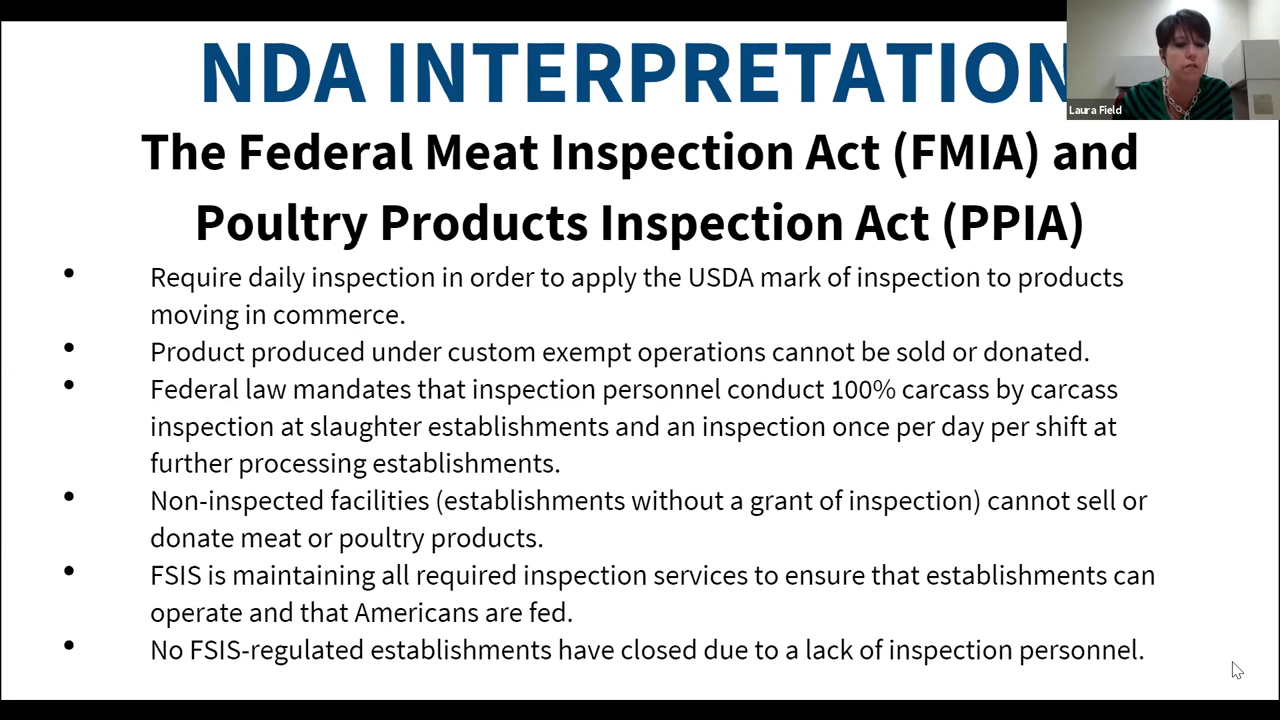 NDA INTERPRETATION
Laura Field
The Federal Meat Inspection Act (FMIA) and
Poultry Products Inspection Act (PPIA)
• Require daily inspection in order to apply the USDA mark of inspection to products
moving in commerce.
• Product produced under custom exempt operations cannot be sold or donated.
• Federal law mandates that inspection personnel conduct 100% carcass by carcass
inspection at slaughter establishments and an inspection once per day per shift at
further processing establishments.
• Non-inspected facilities (establishments without a grant of inspection) cannot sell or
donate meat or poultry products.
• FSIS is maintaining all required inspection services to ensure that establishments can
operate and that Americans are fed.
• No FSIS-regulated establishments have closed due to a lack of inspection personnel.